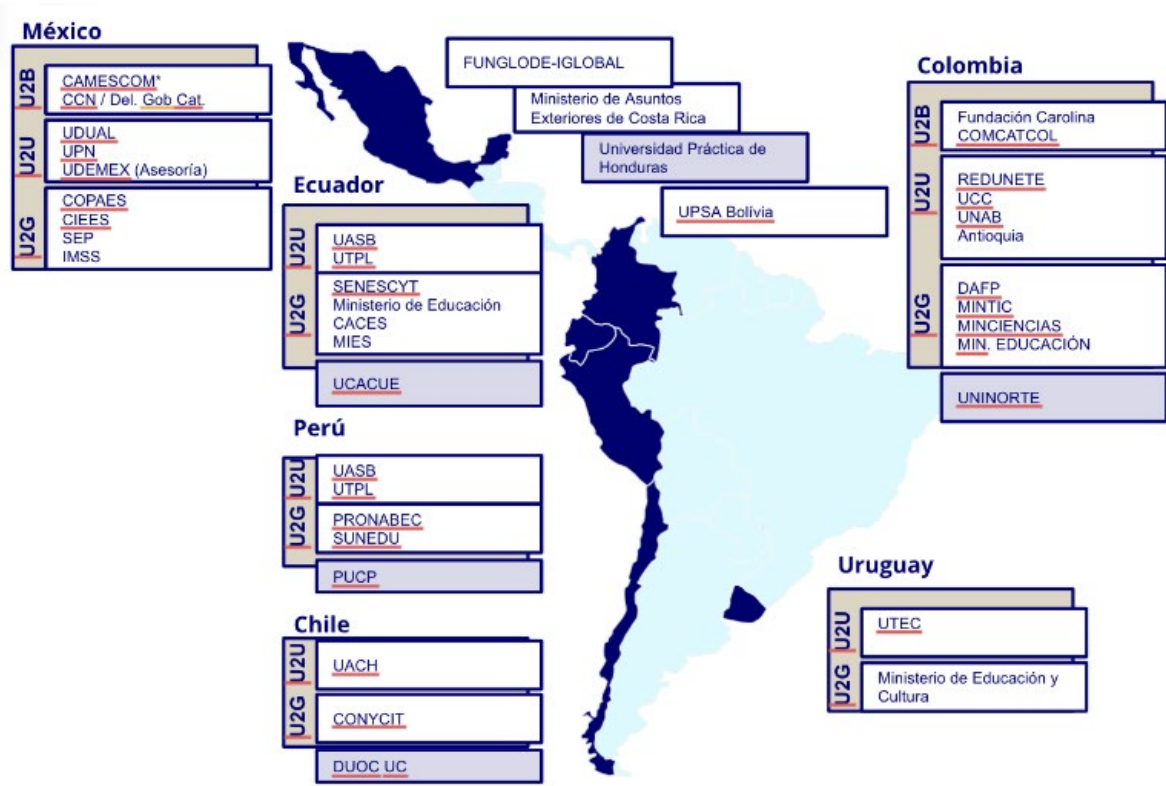 México
U2B
CAMESCOM*
CCN / Del. Gob Cat.
U2U
UDUAL
UPN
UDEMEX (Asesoría)
U2G
COPAES
CIEES
SEP
IMSS
FUNGLODE-IGLOBAL
Ministerio de Asuntos
Exteriores de Costa Rica
Universidad Práctica de
Honduras
UPSA Bolívia
Colombia
U2B
Fundación Carolina
COMCATCOL
U2U
REDUNETE
UCC
UNAB
Antioquia
U2G
DAFP
MINTIC
MINCIENCIAS
MIN. EDUCACIÓN
UNINORTE
Ecuador
U2U
UASB
UTPL
U2G
SENESCYT
Ministerio de Educación
CACES
MIES
UCACUE
Perú
U2U
UASB
UTPL
U2G
PRONABEC
SUNEDU
PUCP
Chile
U2U
UACH
U2G
CONYCIT
DUOC UC
Uruguay
U2U
UTEC
U2G
Ministerio de Educación y
Cultura